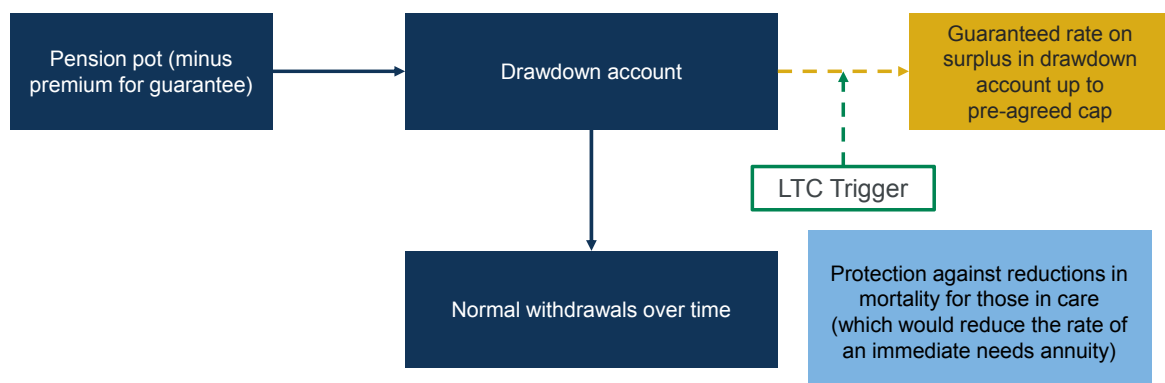 Pension pot (minus
premium for guarantee)
Drawdown account
Guaranteed rate on
surplus in drawdown
account up to
pre-agreed cap
LTC Trigger
Normal withdrawals over time
Protection against reductions in
mortality for those in care
(which would reduce the rate of
an immediate needs annuity)